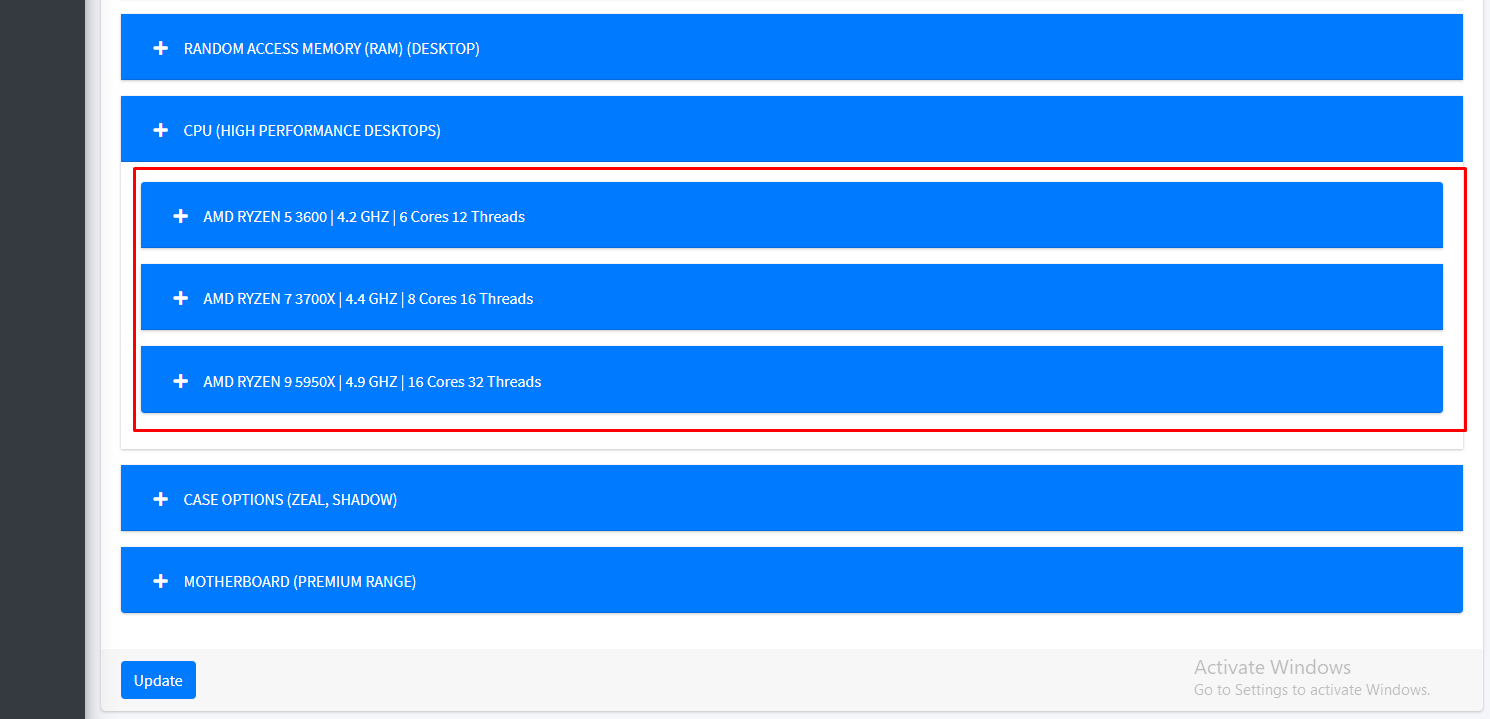 RANDOM ACCESS MEMORY (RAM) (DESKTOP)
CPU (HIGH PERFORMANCE DESKTOPS)
AMD RYZEN 5 3600 | 4.2 GHZ | 6 Cores 12 Threads
AMD RYZEN 7 3700X | 4.4 GHZ | 8 Cores 16 Threads
AMD RYZEN 9 5950X | 4.9 GHZ | 16 Cores 32 Threads
CASE OPTIONS (ZEAL, SHADOW)
MOTHERBOARD (PREMIUM RANGE)
Update
Activate Windows
Go to Settings to activate Windows.